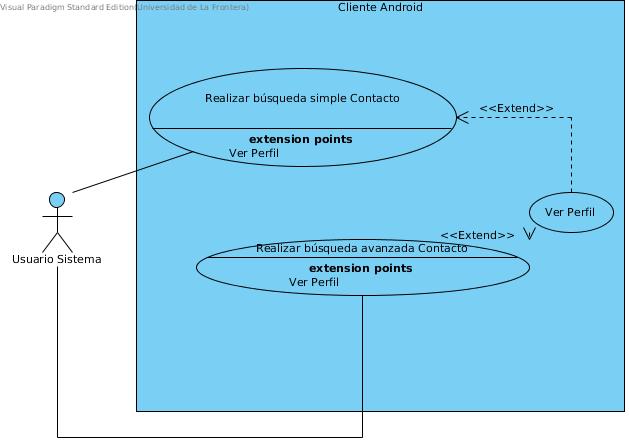 Visual Paradigm Standard Edition(Universidad de La Frontera)
Cliente Android
Realizar búsqueda simple Contacto
extension points
Ver Perfil
<<Extend>>
Ver Perfil
Usuario Sistema
<<Extend>>
Realizar búsqueda avanzada Contacto
extension points
Ver Perfil